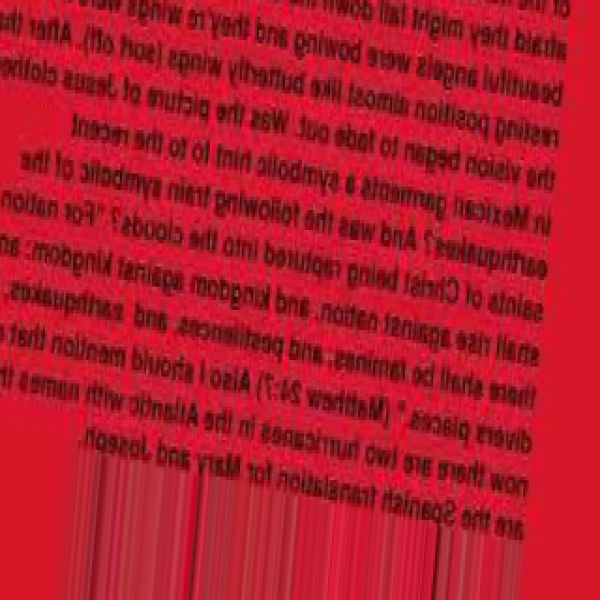 of the
afraid they might fall down the
beautiful angels were bowing and they're wings were
resting position almost like butterfly wings (sort off). After
the vision began to fade out. Was the picture of Jesus
in Mexican garments a symbolic hint lo to the recent
earthquakes? And was the following train symbolic of the
saints of Christ being raptured into the clouds? "For nation
shall rise against nation, and kingdom against kingdom: and
there shall be famines, and pestilences, and earthquakes,
divers places." (Matthew 24:7) Also I should mention that
now there are two hurricanes in the Atlantic with names
are the Spanish translation for Mary and Joseph.